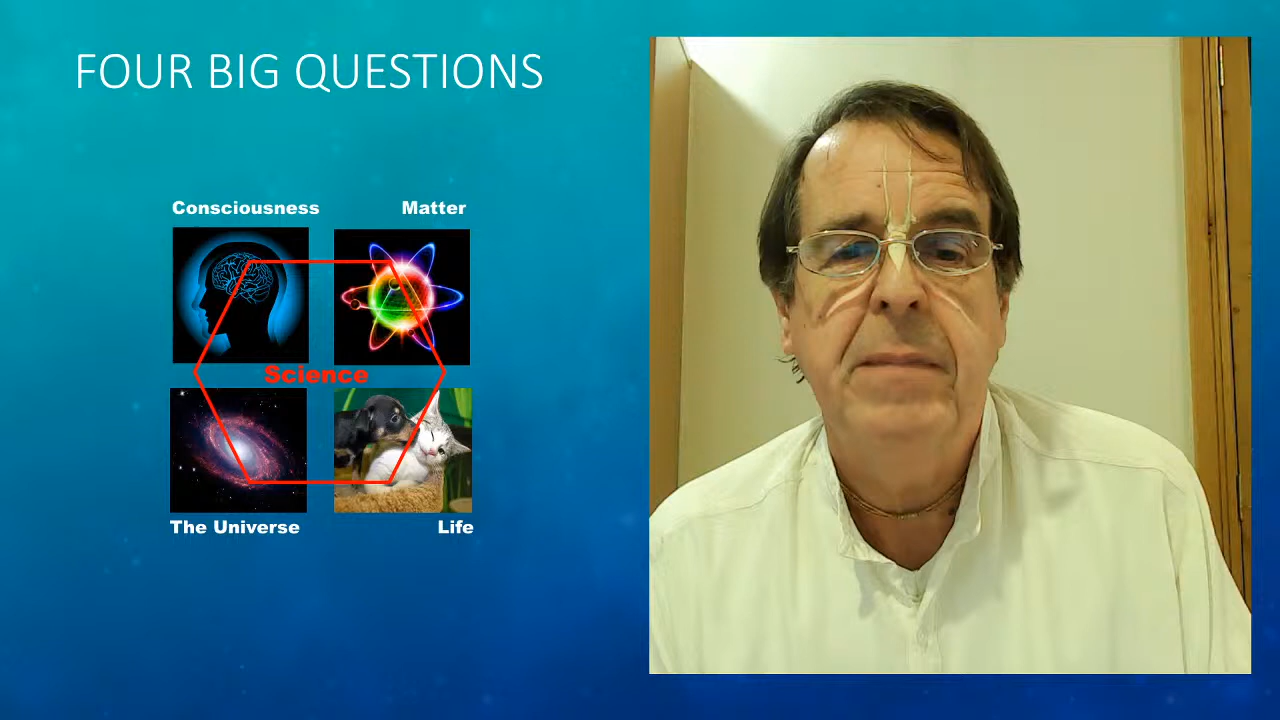 FOUR BIG QUESTIONS
Consciousness
Matter
Science
The Universe
Life